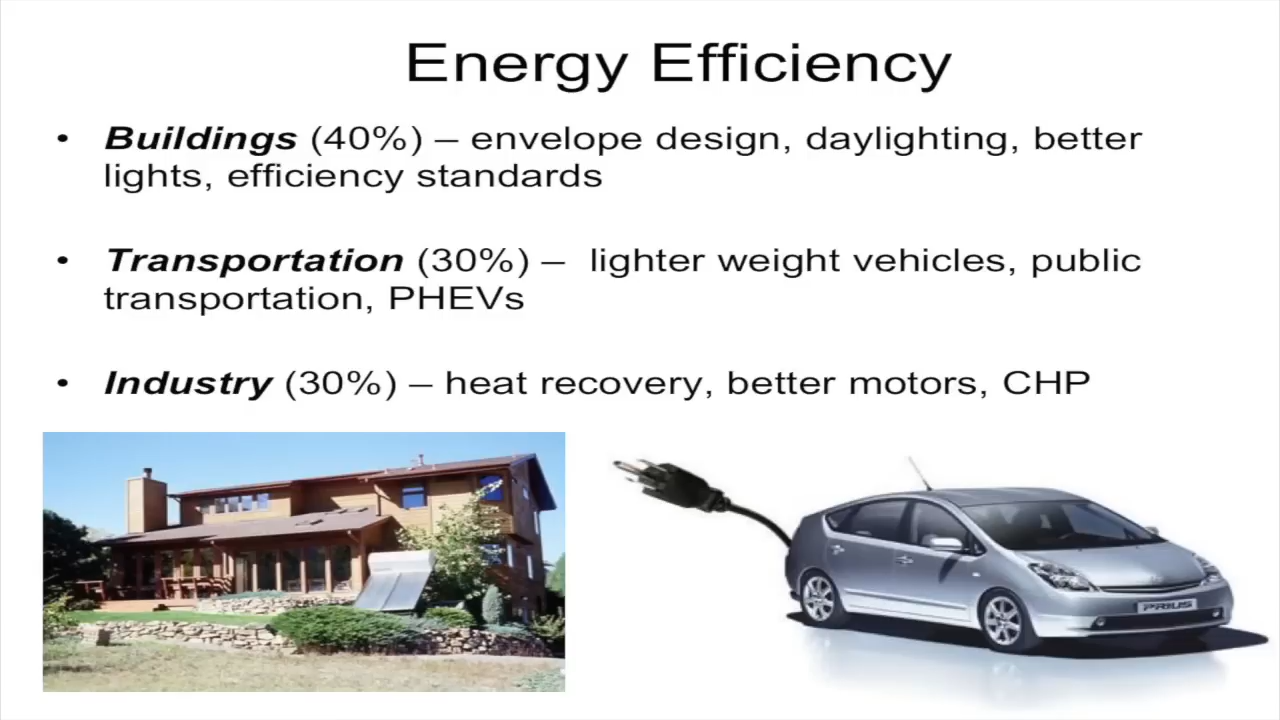 Energy Efficiency
• Buildings (40%) – envelope design, daylighting, better
lights, efficiency standards
• Transportation (30%) – lighter weight vehicles, public
transportation, PHEVs
• Industry (30%) – heat recovery, better motors, CHP
PRIUS